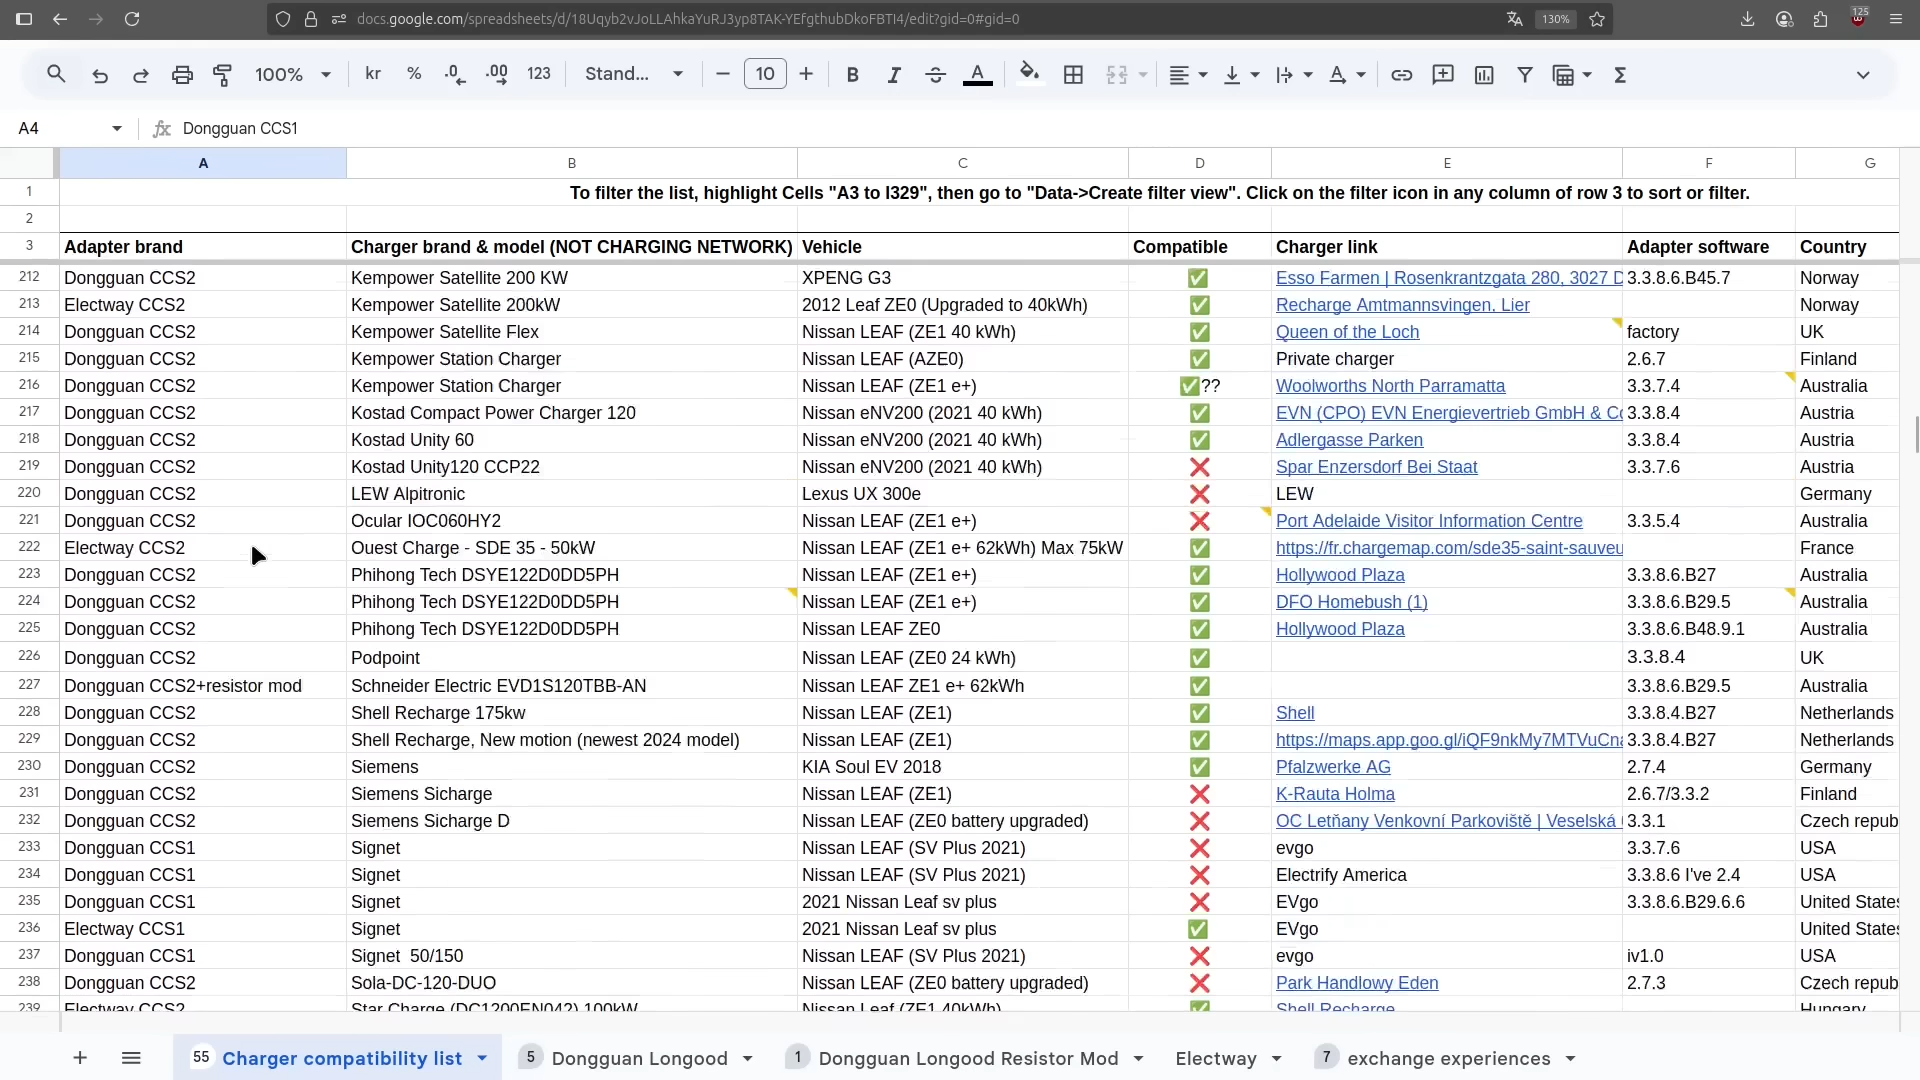 docs.google.com/spreadsheets/d/18Uqyb2vJoLLAhkaYuRJ3yp8TAK-YEfgthubDkoFBTI4/edit?gid=0#gid=0 130% 125
100% kr % .0 .00 123 Stand... 10
A4 Dongguan CCS1
A B C D E F G
1 To filter the list, highlight Cells "A3 to I329", then go to "Data->Create filter view". Click on the filter icon in any column of row 3 to sort or filter.
2
3 Adapter brand Charger brand & model (NOT CHARGING NETWORK) Vehicle Compatible Charger link Adapter software Country
212 Dongguan CCS2 Kempower Satellite 200 KW XPENG G3 ✅ Esso Farmen | Rosenkrantzgata 280, 3027 D 3.3.8.6.B45.7 Norway
213 Electway CCS2 Kempower Satellite 200kW 2012 Leaf ZE0 (Upgraded to 40kWh) ✅ Recharge Amtmannsvingen, Lier Norway
214 Dongguan CCS2 Kempower Satellite Flex Nissan LEAF (ZE1 40 kWh) ✅ Queen of the Loch factory UK
215 Dongguan CCS2 Kempower Station Charger Nissan LEAF (AZE0) ✅ Private charger 2.6.7 Finland
216 Dongguan CCS2 Kempower Station Charger Nissan LEAF (ZE1 e+) ✅?? Woolworths North Parramatta 3.3.7.4 Australia
217 Dongguan CCS2 Kostad Compact Power Charger 120 Nissan eNV200 (2021 40 kWh) ✅ EVN (CPO) EVN Energievertrieb GmbH & Co 3.3.8.4 Austria
218 Dongguan CCS2 Kostad Unity 60 Nissan eNV200 (2021 40 kWh) ✅ Adlergasse Parken 3.3.8.4 Austria
219 Dongguan CCS2 Kostad Unity120 CCP22 Nissan eNV200 (2021 40 kWh) ❌ Spar Enzersdorf Bei Staat 3.3.7.6 Austria
220 Dongguan CCS2 LEW Alpitronic Lexus UX 300e ❌ LEW Germany
221 Dongguan CCS2 Ocular IOC060HY2 Nissan LEAF (ZE1 e+) ❌ Port Adelaide Visitor Information Centre 3.3.5.4 Australia
222 Electway CCS2 Ouest Charge - SDE 35 - 50kW Nissan LEAF (ZE1 e+ 62kWh) Max 75kW ✅ https://fr.chargemap.com/sde35-saint-sauveu France
223 Dongguan CCS2 Phihong Tech DSYE122D0DD5PH Nissan LEAF (ZE1 e+) ✅ Hollywood Plaza 3.3.8.6.B27 Australia
224 Dongguan CCS2 Phihong Tech DSYE122D0DD5PH Nissan LEAF (ZE1 e+) ✅ DFO Homebush (1) 3.3.8.6.B29.5 Australia
225 Dongguan CCS2 Phihong Tech DSYE122D0DD5PH Nissan LEAF ZE0 ✅ Hollywood Plaza 3.3.8.6.B48.9.1 Australia
226 Dongguan CCS2 Podpoint Nissan LEAF (ZE0 24 kWh) ✅ 3.3.8.4 UK
227 Dongguan CCS2+resistor mod Schneider Electric EVD1S120TBB-AN Nissan LEAF ZE1 e+ 62kWh ✅ 3.3.8.6.B29.5 Australia
228 Dongguan CCS2 Shell Recharge 175kw Nissan LEAF (ZE1) ✅ Shell 3.3.8.4.B27 Netherlands
229 Dongguan CCS2 Shell Recharge, New motion (newest 2024 model) Nissan LEAF (ZE1) ✅ https://maps.app.goo.gl/iQF9nkMy7MTVuCna 3.3.8.4.B27 Netherlands
230 Dongguan CCS2 Siemens KIA Soul EV 2018 ✅ Pfalzwerke AG 2.7.4 Germany
231 Dongguan CCS2 Siemens Sicharge Nissan LEAF (ZE1) ❌ K-Rauta Holma 2.6.7/3.3.2 Finland
232 Dongguan CCS2 Siemens Sicharge D Nissan LEAF (ZE0 battery upgraded) ❌ OC Letňany Venkovní Parkoviště | Veselská 3.3.1 Czech repub
233 Dongguan CCS1 Signet Nissan LEAF (SV Plus 2021) ❌ evgo 3.3.7.6 USA
234 Dongguan CCS1 Signet Nissan LEAF (SV Plus 2021) ❌ Electrify America 3.3.8.6 I've 2.4 USA
235 Dongguan CCS1 Signet 2021 Nissan Leaf sv plus ❌ EVgo 3.3.8.6.B29.6.6 United States
236 Electway CCS1 Signet 2021 Nissan Leaf sv plus ✅ EVgo United States
237 Dongguan CCS1 Signet 50/150 Nissan LEAF (SV Plus 2021) ❌ evgo iv1.0 USA
238 Dongguan CCS2 Sola-DC-120-DUO Nissan LEAF (ZE0 battery upgraded) ❌ Park Handlowy Eden 2.7.3 Czech repub
239 Electway CCS2 Star Charge (DC1200EN042) 100kW Nissan Leaf (ZE1 40kWh) ✅ Shell Recharge Hungary
55 Charger compatibility list 5 Dongguan Longood 1 Dongguan Longood Resistor Mod Electway 7 exchange experiences